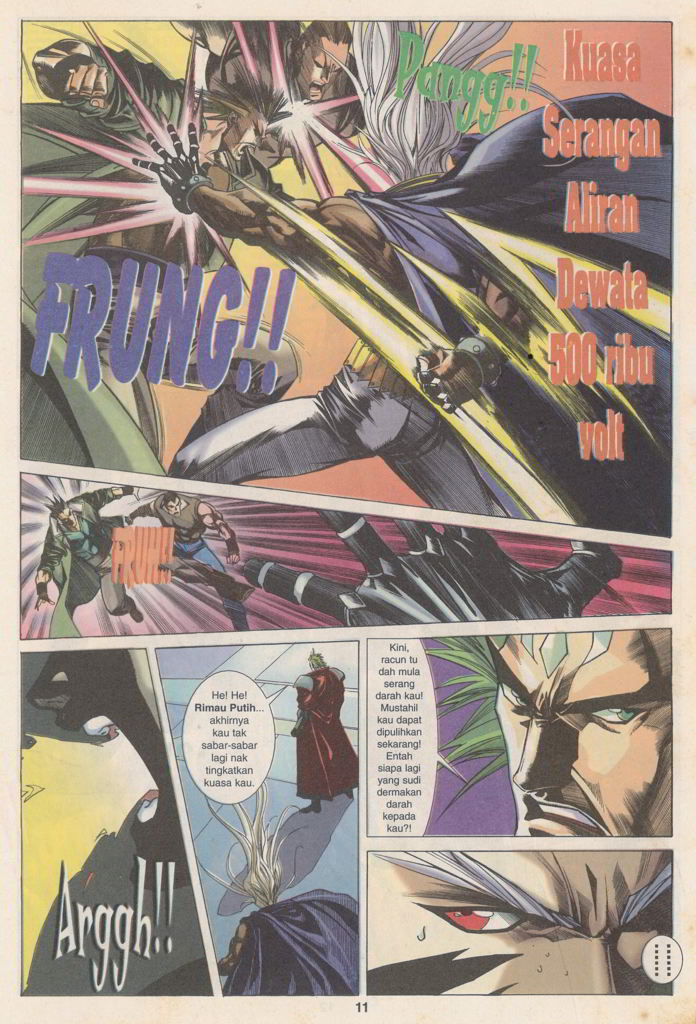 Pangg!!
Kuasa
Serangan
Aliran
Dewata
500 ribu
volt
FRUNG!!
FRUNG!
He! He!
Rimau Putih...
akhirnya
kau tak
sabar-sabar
lagi nak
tingkatkan
kuasa kau.
Kini,
racun tu
dah mula
serang
darah kau!
Mustahil
kau dapat
dipulihkan
sekarang!
Entah
siapa lagi
yang sudi
dermakan
darah
kepada
kau?!
Arggh!!
!!
11